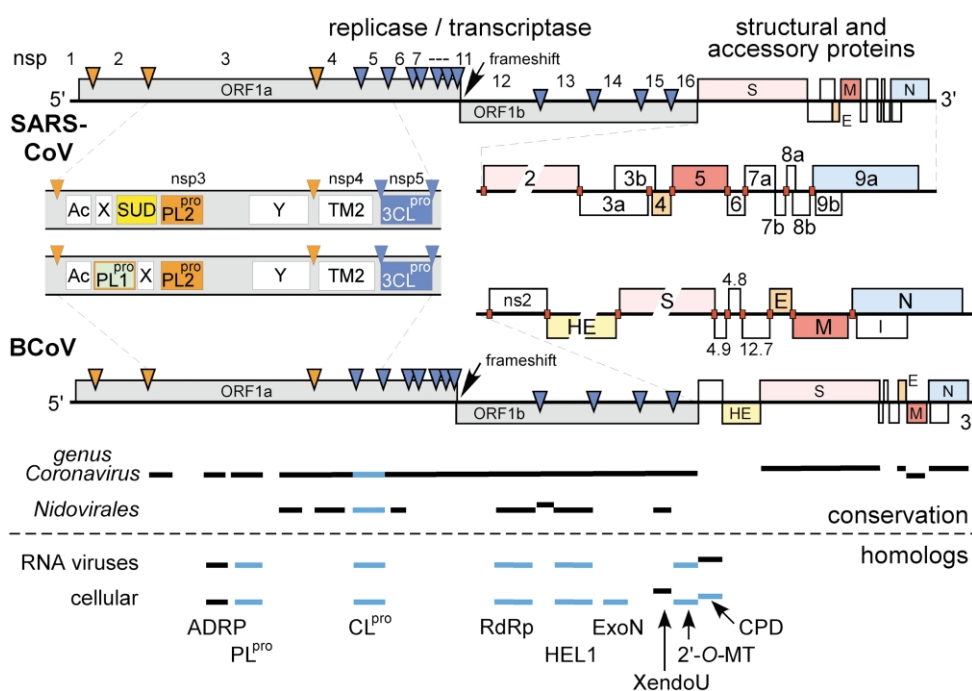 replicase / transcriptase
structural and
accessory proteins
nsp 1 2 3 4 5 6 7 --- 11 frameshift
12 13 14 15 16
5' ORF1a ORF1b S E M N 3'
SARS-
CoV
nsp3 nsp4 nsp5
Ac X SUD PL2pro Y TM2 3CLpro
2 3a 3b 4 5 6 7a 7b 8a 8b 9a 9b
Ac PL1pro X PL2pro Y TM2 3CLpro
ns2 HE S 4.9 4.8 12.7 E M N I
BCoV
frameshift
5' ORF1a ORF1b HE S E M N 3
genus
Coronavirus
Nidovirales
conservation
homologs
RNA viruses
cellular
ADRP
PLpro
CLpro
RdRp
HEL1
ExoN
XendoU
2'-O-MT
CPD